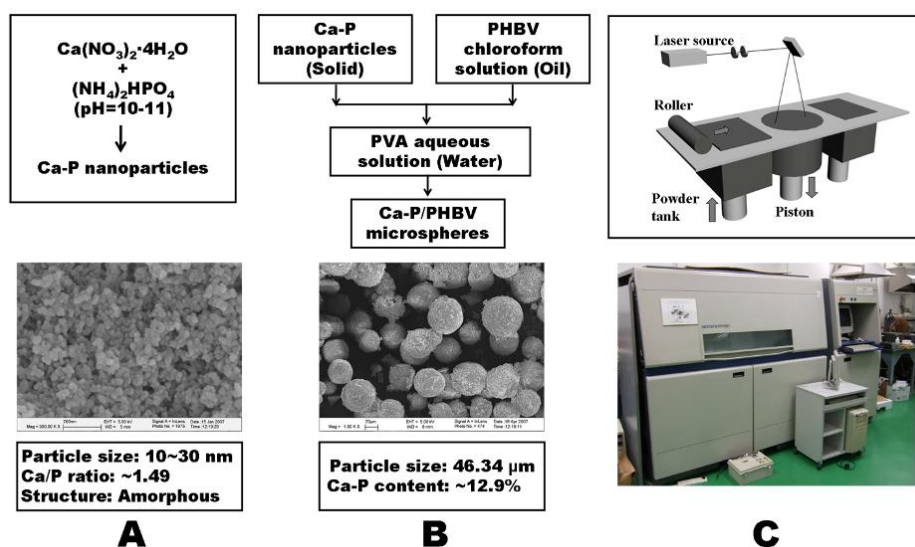 Ca(NO₃)₂·4H₂O
+
(NH₄)₂HPO₄
(pH=10-11)
Ca-P nanoparticles
Particle size: 10~30 nm
Ca/P ratio: ~1.49
Structure: Amorphous
A
Ca-P
nanoparticles
(Solid)
PHBV
chloroform
solution (Oil)
PVA aqueous
solution (Water)
Ca-P/PHBV
microspheres
Particle size: 46.34 µm
Ca-P content: ~12.9%
B
Laser source
Roller
Powder
tank
Piston
C